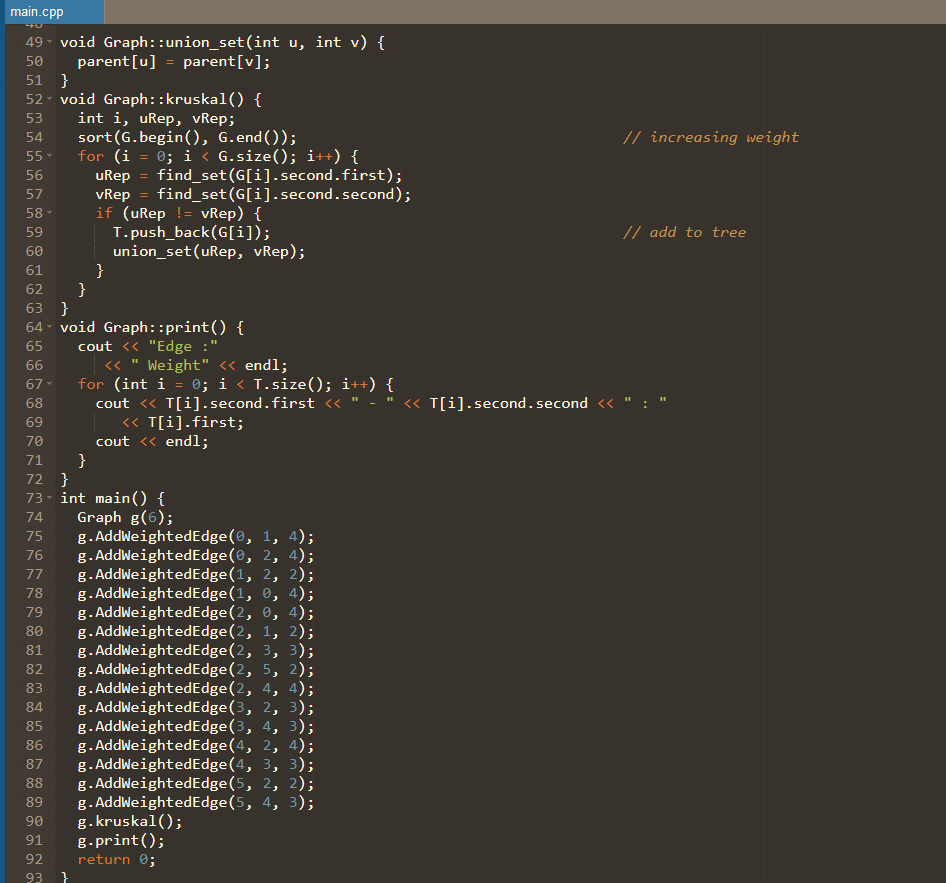 main.cpp
48
49 void Graph::union_set(int u, int v) {
50   parent[u] = parent[v];
51 }
52 void Graph::kruskal() {
53   int i, uRep, vRep;
54   sort(G.begin(), G.end()); // increasing weight
55   for (i = 0; i < G.size(); i++) {
56     uRep = find_set(G[i].second.first);
57     vRep = find_set(G[i].second.second);
58     if (uRep != vRep) {
59       T.push_back(G[i]); // add to tree
60       union_set(uRep, vRep);
61     }
62   }
63 }
64 void Graph::print() {
65   cout << "Edge :"
66      << " Weight" << endl;
67   for (int i = 0; i < T.size(); i++) {
68     cout << T[i].second.first << " - " << T[i].second.second << " : "
69        << T[i].first;
70     cout << endl;
71   }
72 }
73 int main() {
74   Graph g(6);
75   g.AddWeightedEdge(0, 1, 4);
76   g.AddWeightedEdge(0, 2, 4);
77   g.AddWeightedEdge(1, 2, 2);
78   g.AddWeightedEdge(1, 0, 4);
79   g.AddWeightedEdge(2, 0, 4);
80   g.AddWeightedEdge(2, 1, 2);
81   g.AddWeightedEdge(2, 3, 3);
82   g.AddWeightedEdge(2, 5, 2);
83   g.AddWeightedEdge(2, 4, 4);
84   g.AddWeightedEdge(3, 2, 3);
85   g.AddWeightedEdge(3, 4, 3);
86   g.AddWeightedEdge(4, 2, 4);
87   g.AddWeightedEdge(4, 3, 3);
88   g.AddWeightedEdge(5, 2, 2);
89   g.AddWeightedEdge(5, 4, 3);
90   g.kruskal();
91   g.print();
92   return 0;
93 }